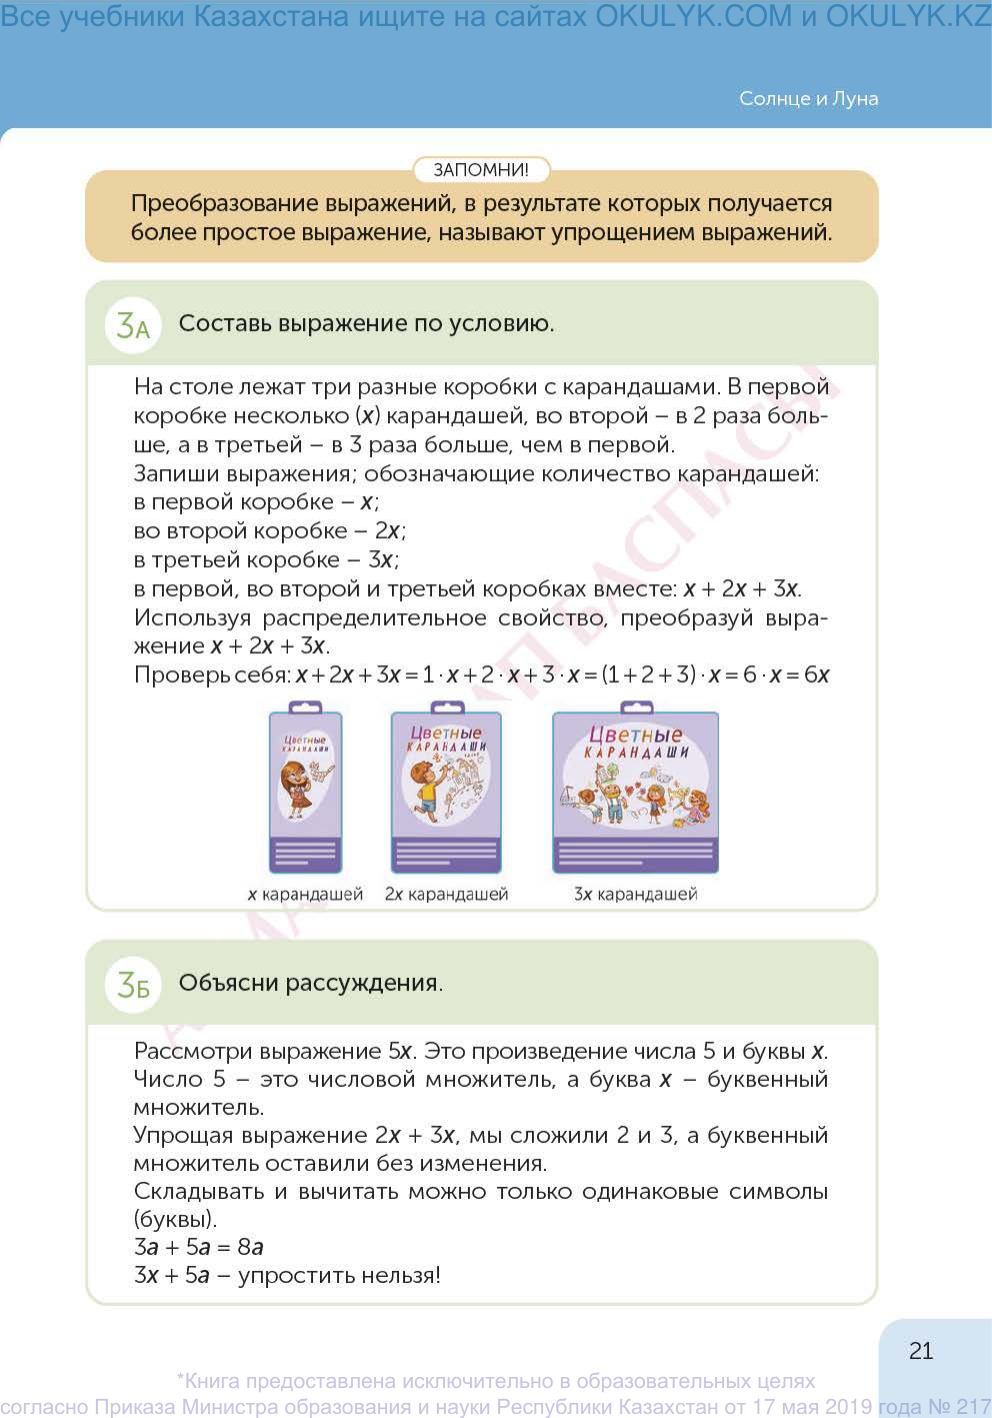 Все учебники Казахстана ищите на сайтах OKULYK.COM и OKULYK.KZ
Солнце и Луна
ЗАПОМНИ!
Преобразование выражений, в результате которых получается
более простое выражение, называют упрощением выражений.
3А
Составь выражение по условию.
На столе лежат три разные коробки с карандашами. В первой
коробке несколько (x) карандашей, во второй – в 2 раза боль-
ше, а в третьей – в 3 раза больше, чем в первой.
Запиши выражения; обозначающие количество карандашей:
в первой коробке – x;
во второй коробке – 2x;
в третьей коробке – 3x;
в первой, во второй и третьей коробках вместе: x + 2x + 3x.
Используя распределительное свойство, преобразуй выра-
жение x + 2x + 3x.
Проверь себя: x + 2x + 3x = 1 · x + 2 · x + 3 · x = (1 + 2 + 3) · x = 6 · x = 6x
Цветные
КАРАНДАШИ
Цветные
КАРАНДАШИ
Цветные
КАРАНДАШИ
x карандашей
2x карандашей
3x карандашей
3Б
Объясни рассуждения.
Рассмотри выражение 5x. Это произведение числа 5 и буквы x.
Число 5 – это числовой множитель, а буква x – буквенный
множитель.
Упрощая выражение 2x + 3x, мы сложили 2 и 3, а буквенный
множитель оставили без изменения.
Складывать и вычитать можно только одинаковые символы
(буквы).
3a + 5a = 8a
3x + 5a – упростить нельзя!
21
*Книга предоставлена исключительно в образовательных целях
согласно Приказа Министра образования и науки Республики Казахстан от 17 мая 2019 года № 217